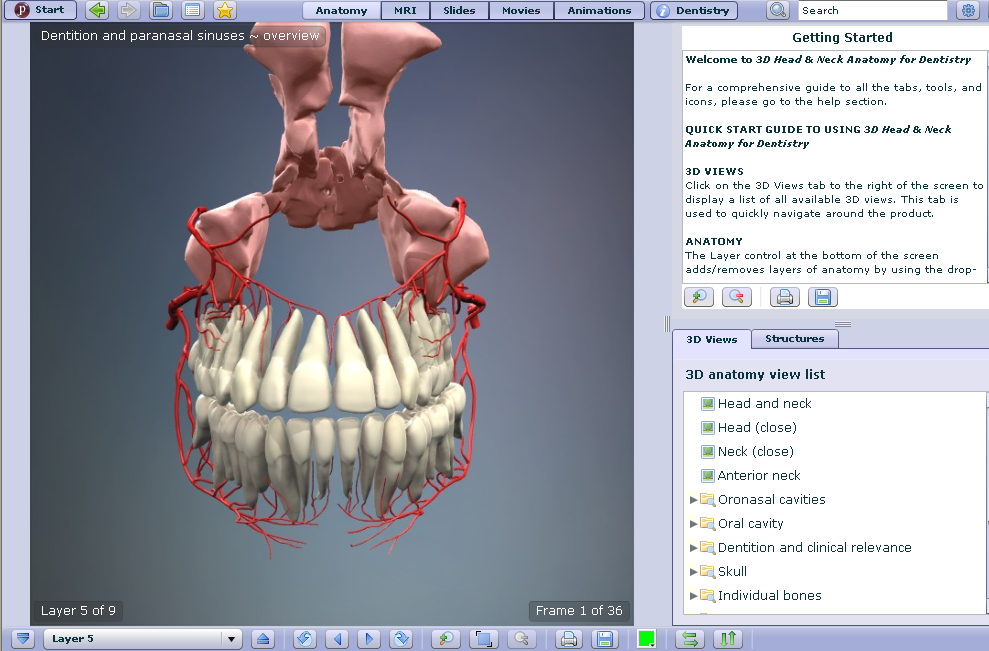 Start
Anatomy
MRI
Slides
Movies
Animations
Dentistry
Search
Dentition and paranasal sinuses ~ overview
Layer 5 of 9
Frame 1 of 36
Layer 5
Getting Started
Welcome to 3D Head & Neck Anatomy for Dentistry
For a comprehensive guide to all the tabs, tools, and
icons, please go to the help section.
QUICK START GUIDE TO USING 3D Head & Neck
Anatomy for Dentistry
3D VIEWS
Click on the 3D Views tab to the right of the screen to
display a list of all available 3D views. This tab is
used to quickly navigate around the product.
ANATOMY
The Layer control at the bottom of the screen
adds/removes layers of anatomy by using the drop-
3D Views
Structures
3D anatomy view list
Head and neck
Head (close)
Neck (close)
Anterior neck
Oronasal cavities
Oral cavity
Dentition and clinical relevance
Skull
Individual bones